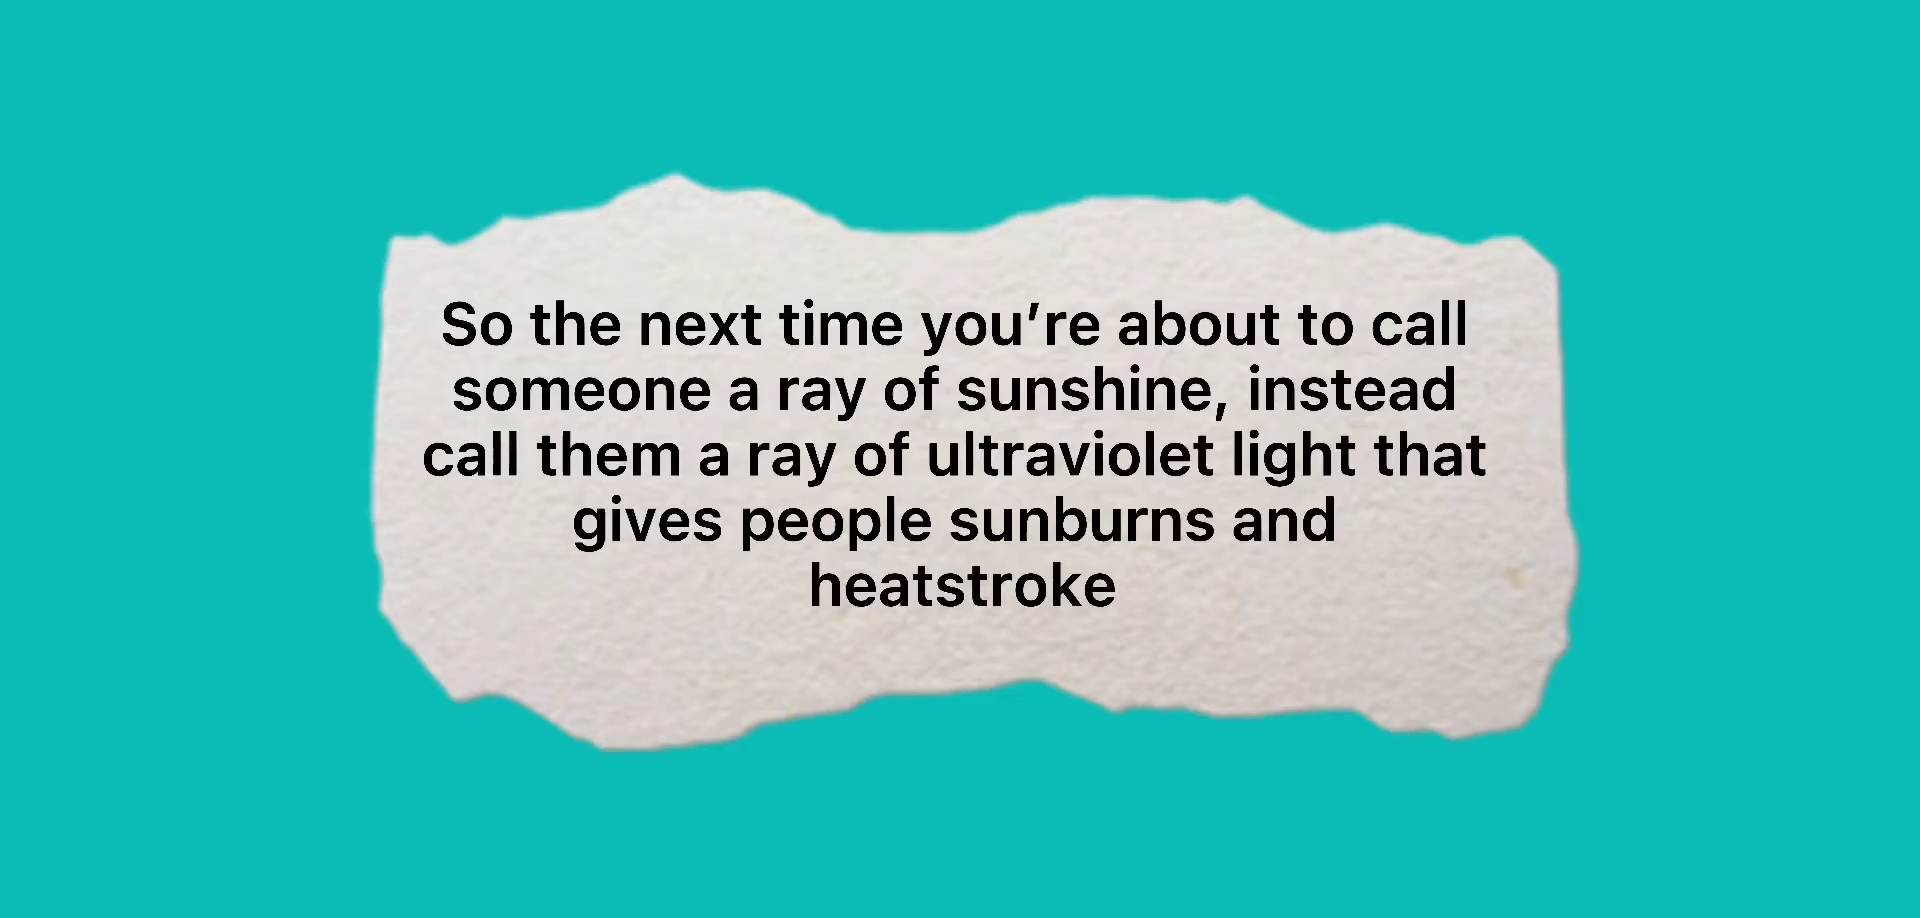 So the next time you’re about to call
someone a ray of sunshine, instead
call them a ray of ultraviolet light that
gives people sunburns and
heatstroke